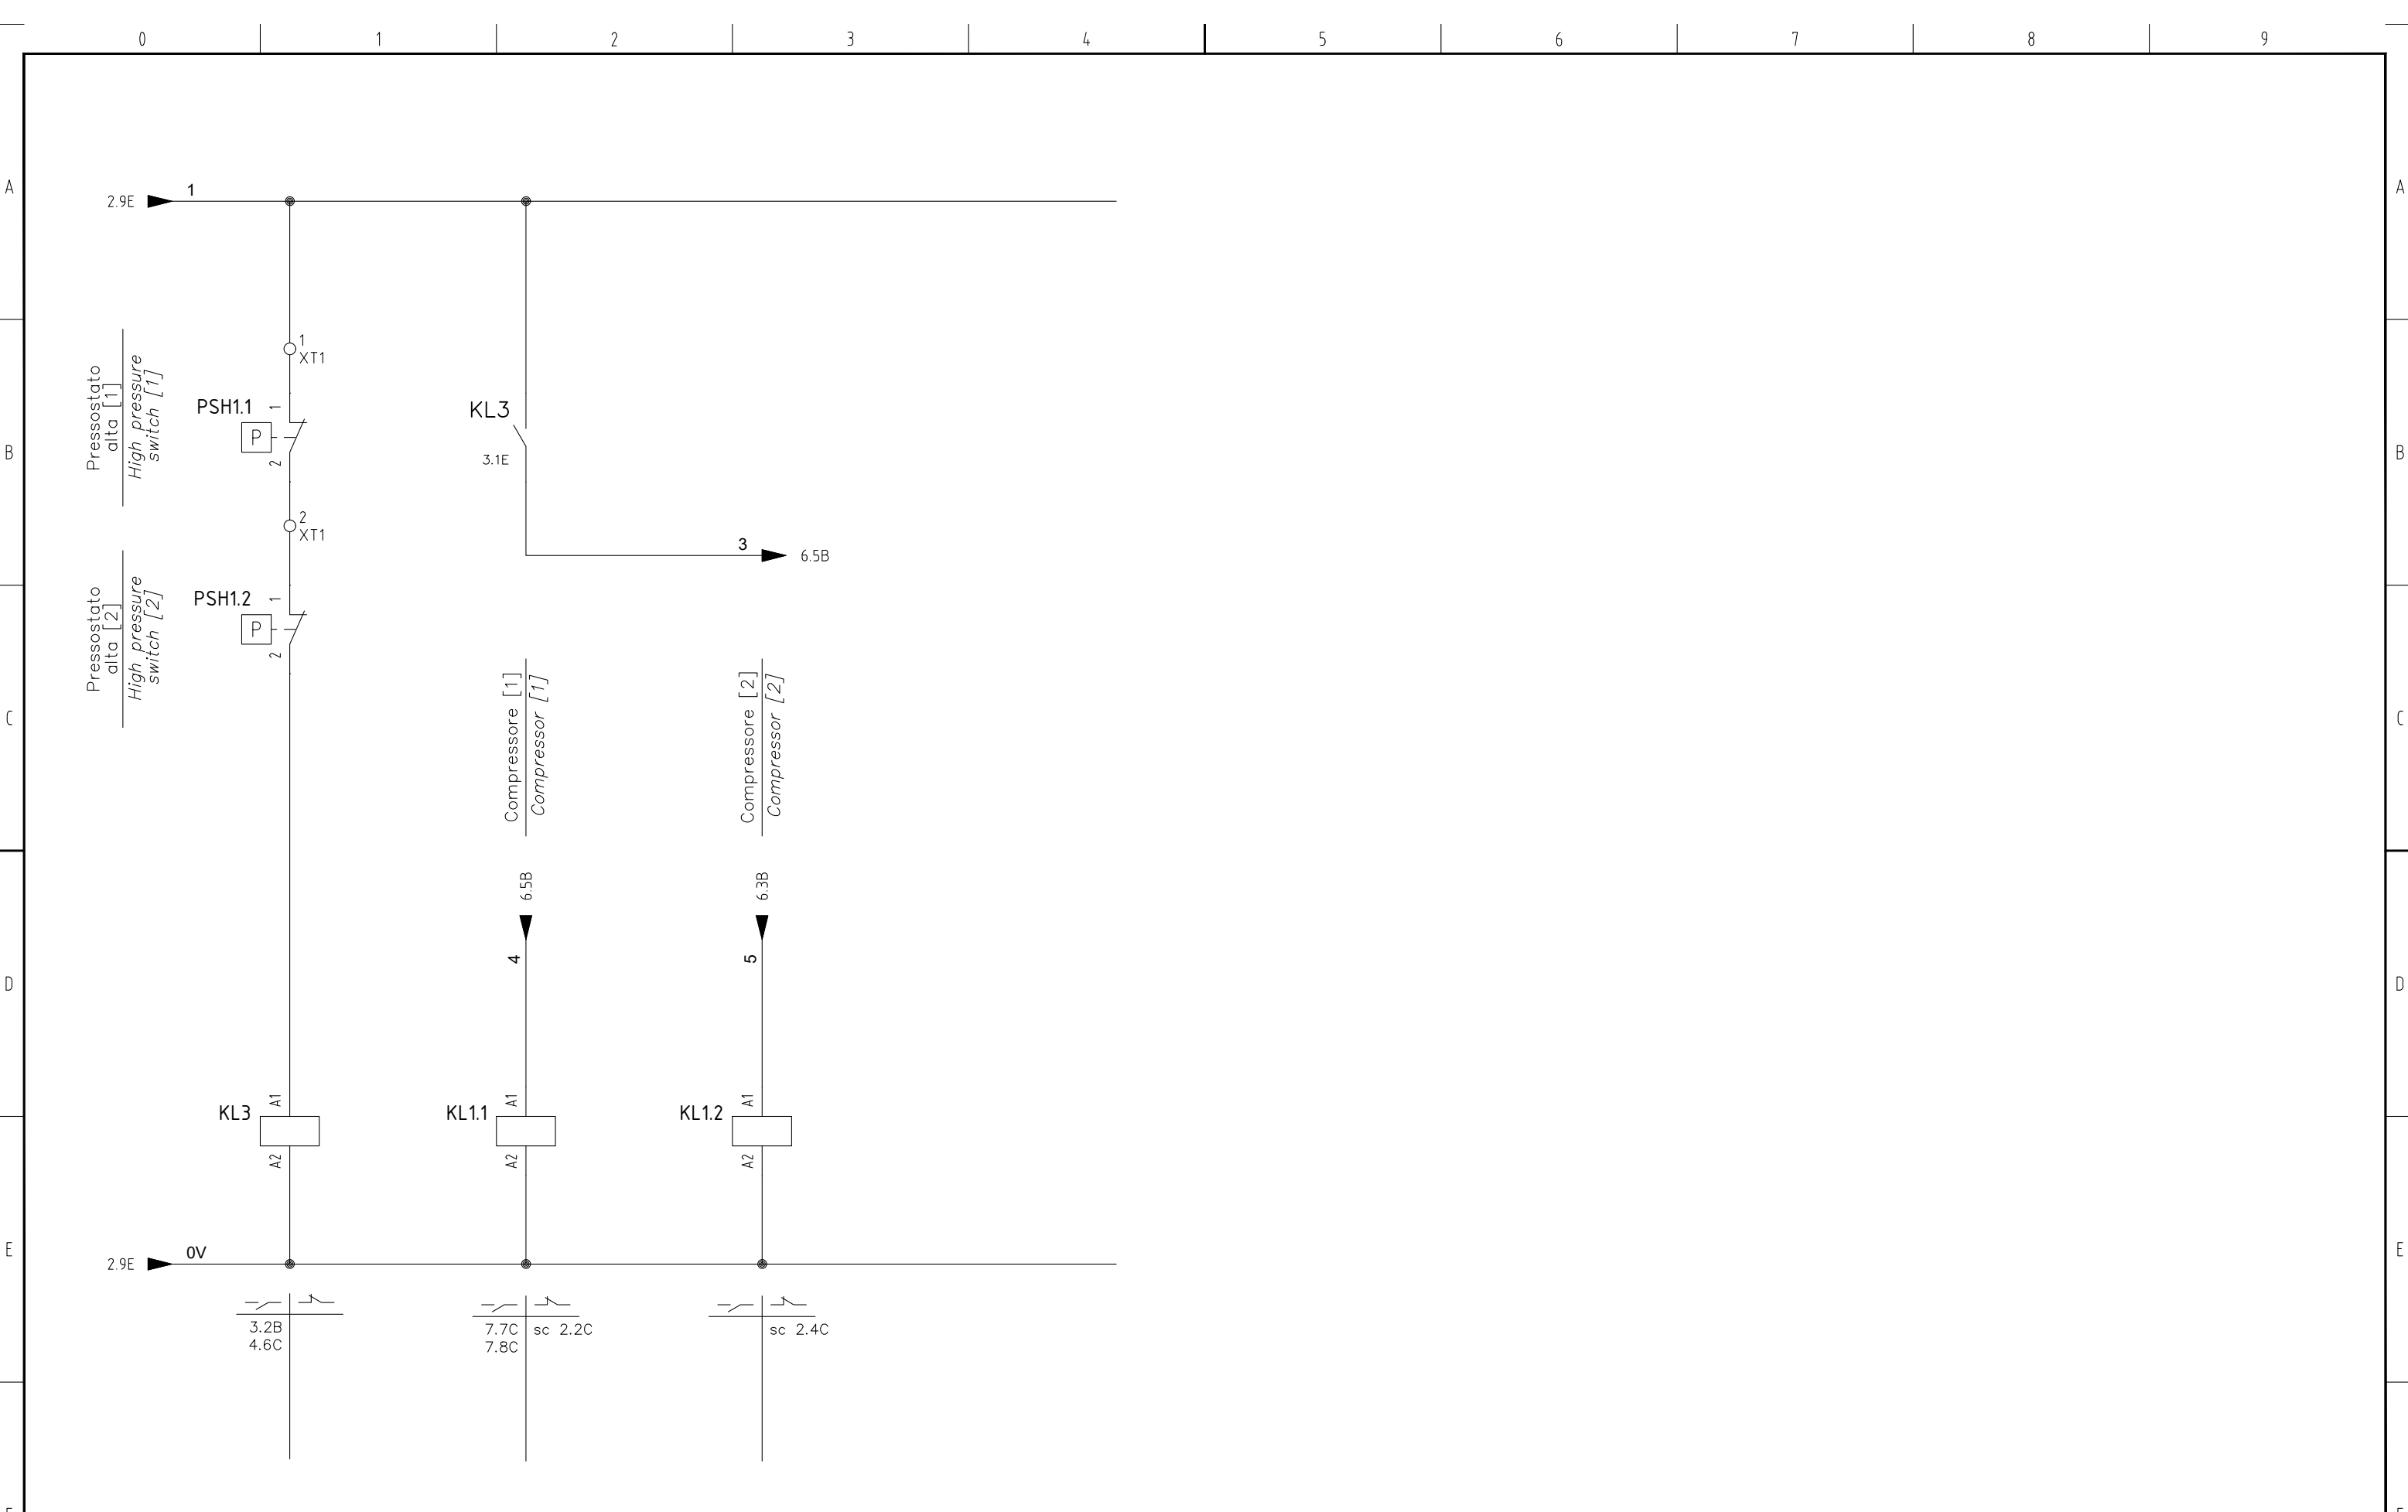 0 1 2 3 4 5 6 7 8 9
A A
2.9E 1
1
XT1
Pressostato
alta [1]
High pressure
switch [1]
PSH1.1 1
P
2
KL3
3.1E
B B
2
XT1
3 6.5B
Pressostato
alta [2]
High pressure
switch [2]
PSH1.2 1
P
2
C C
Compressore [1]
Compressor [1]
Compressore [2]
Compressor [2]
6.5B 6.3B
4 5
D D
KL3 A1 KL1.1 A1 KL1.2 A1
A2 A2 A2
E E
2.9E 0V
3.2B 7.7C sc 2.2C sc 2.4C
4.6C 7.8C